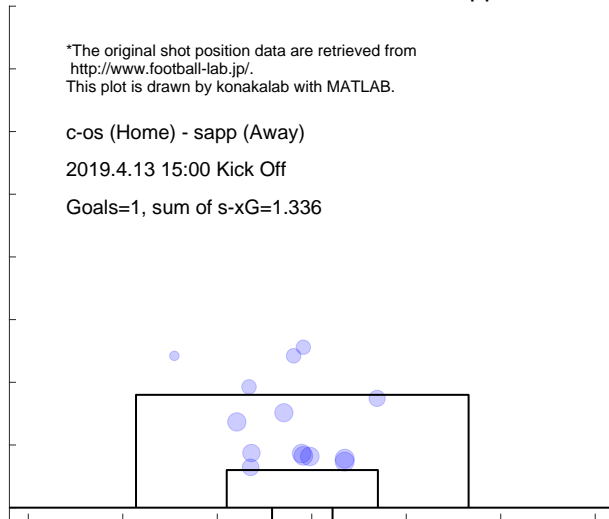 *The original shot position data are retrieved from
http://www.football-lab.jp/.
This plot is drawn by konakalab with MATLAB.
c-os (Home) - sapp (Away)
2019.4.13 15:00 Kick Off
Goals=1, sum of s-xG=1.336